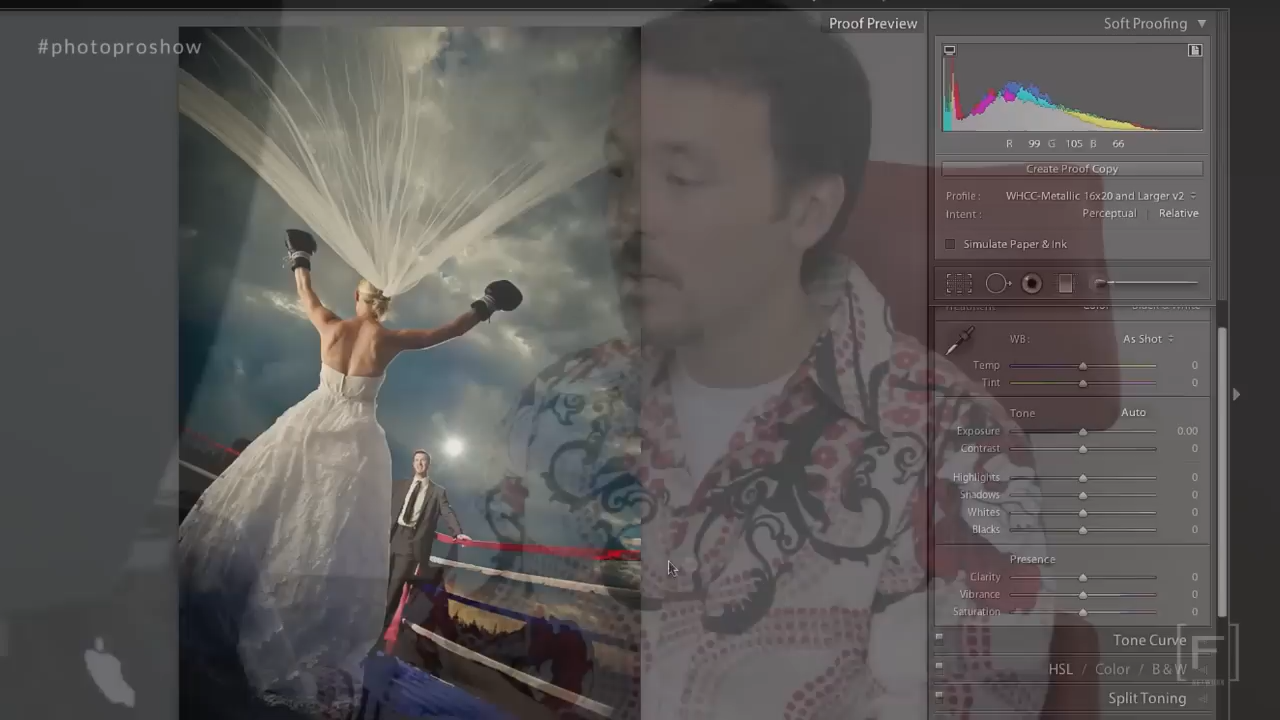 #photoproshow
Proof Preview
Soft Proofing
R 99 G 105 B 66
Create Proof Copy
Profile : WHCC-Metallic 16x20 and Larger v2
Intent : Perceptual Relative
Simulate Paper & Ink
WB: As Shot
Temp 0
Tint 0
Tone Auto
Exposure 0.00
Contrast 0
Highlights 0
Shadows 0
Whites 0
Blacks 0
Presence
Clarity 0
Vibrance 0
Saturation 0
Tone Curve
HSL / Color / B & W
Split Toning